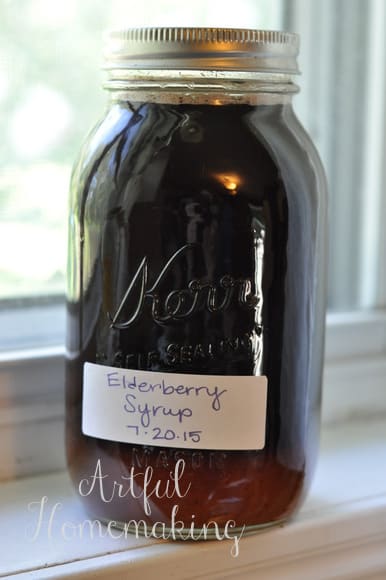 Kerr
SELF SEALING
Elderberry
Syrup
7.20.15
MASON
Artful
Homemaking